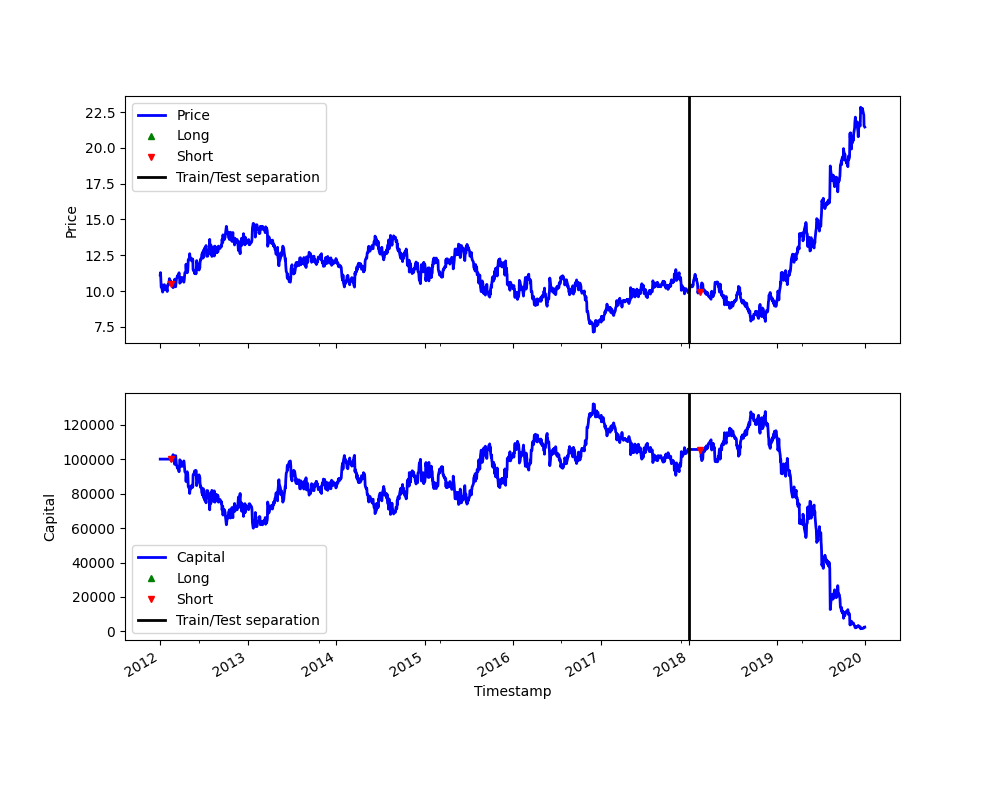 22.5
20.0
17.5
15.0
12.5
10.0
7.5
Price
Price
Long
Short
Train/Test separation
120000
100000
80000
60000
40000
20000
0
Capital
Capital
Long
Short
Train/Test separation
2012 2013 2014 2015 2016 2017 2018 2019 2020
Timestamp